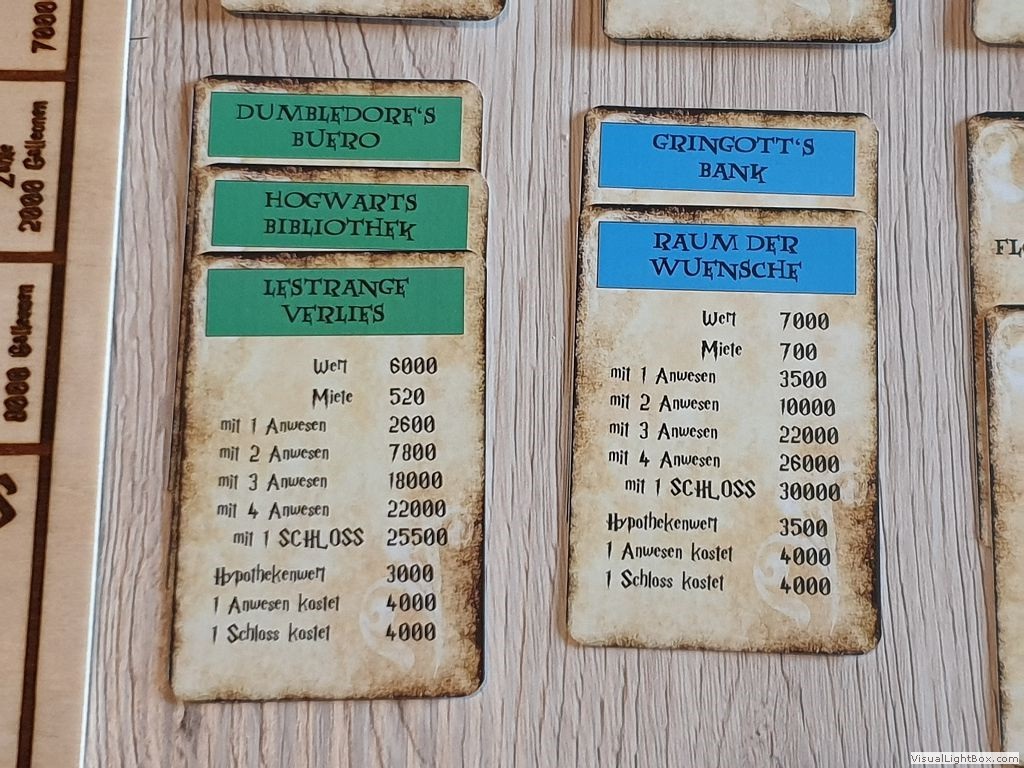 7000
2000 Galleonen
8000 Galleonen
DUMBLEDORE'S
BUERO
HOGWARTS
BIBLIOTHEK
LESTRANGE
VERLIES
Wert 6000
Miete 520
mit 1 Anwesen 2600
mit 2 Anwesen 7800
mit 3 Anwesen 18000
mit 4 Anwesen 22000
mit 1 SCHLOSS 25500
Hypothekenwert 3000
1 Anwesen kostet 4000
1 Schloss kostet 4000
GRINGOTT'S
BANK
RAUM DER
WUENSCHE
Wert 7000
Miete 700
mit 1 Anwesen 3500
mit 2 Anwesen 10000
mit 3 Anwesen 22000
mit 4 Anwesen 26000
mit 1 SCHLOSS 30000
Hypothekenwert 3500
1 Anwesen kostet 4000
1 Schloss kostet 4000
FL
VisualLightBox.com